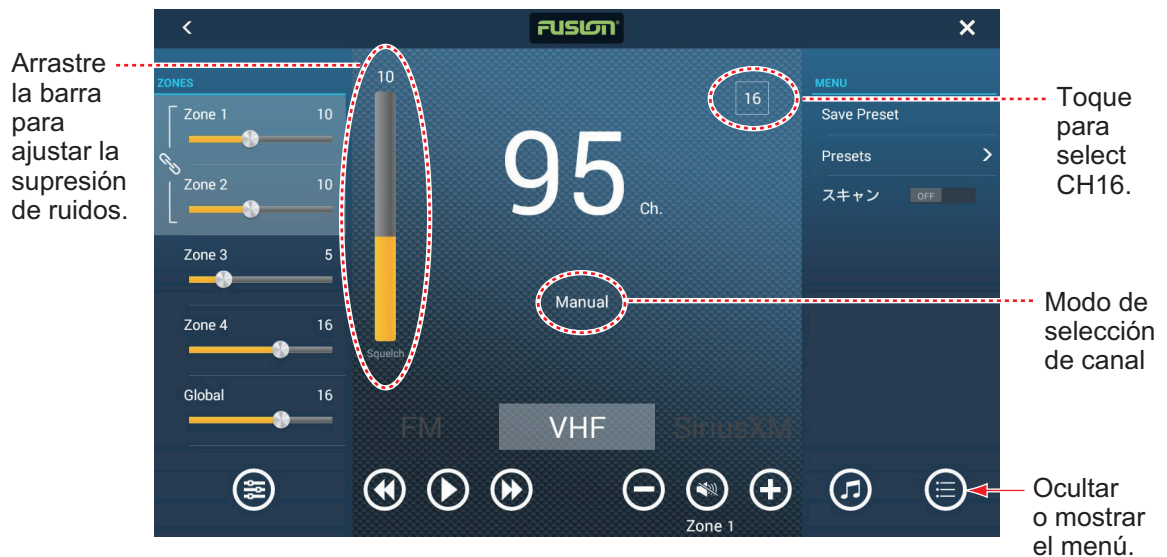 FUSION
Arrastre
la barra
para
ajustar la
supresión
de ruidos.
ZONES
Zone 1 10
Zone 2 10
Zone 3 5
Zone 4 16
Global 16
10
Squelch
16
95 Ch.
Manual
FM VHF SiriusXM
Zone 1
MENU
Save Preset
Presets
スキャン OFF
Toque
para
select
CH16.
Modo de
selección
de canal
Ocultar
o mostrar
el menú.